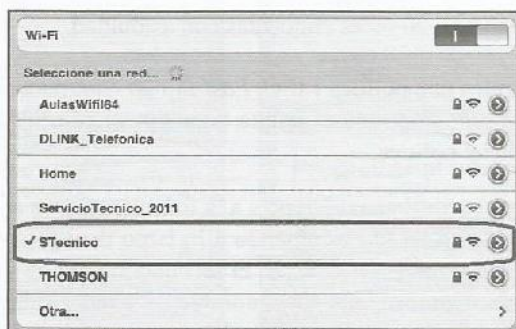 Wi-Fi
Seleccione una red...
AulasWifi64
DLINK_Telefonica
Home
ServicioTecnico_2011
✓ STecnico
THOMSON
Otra...